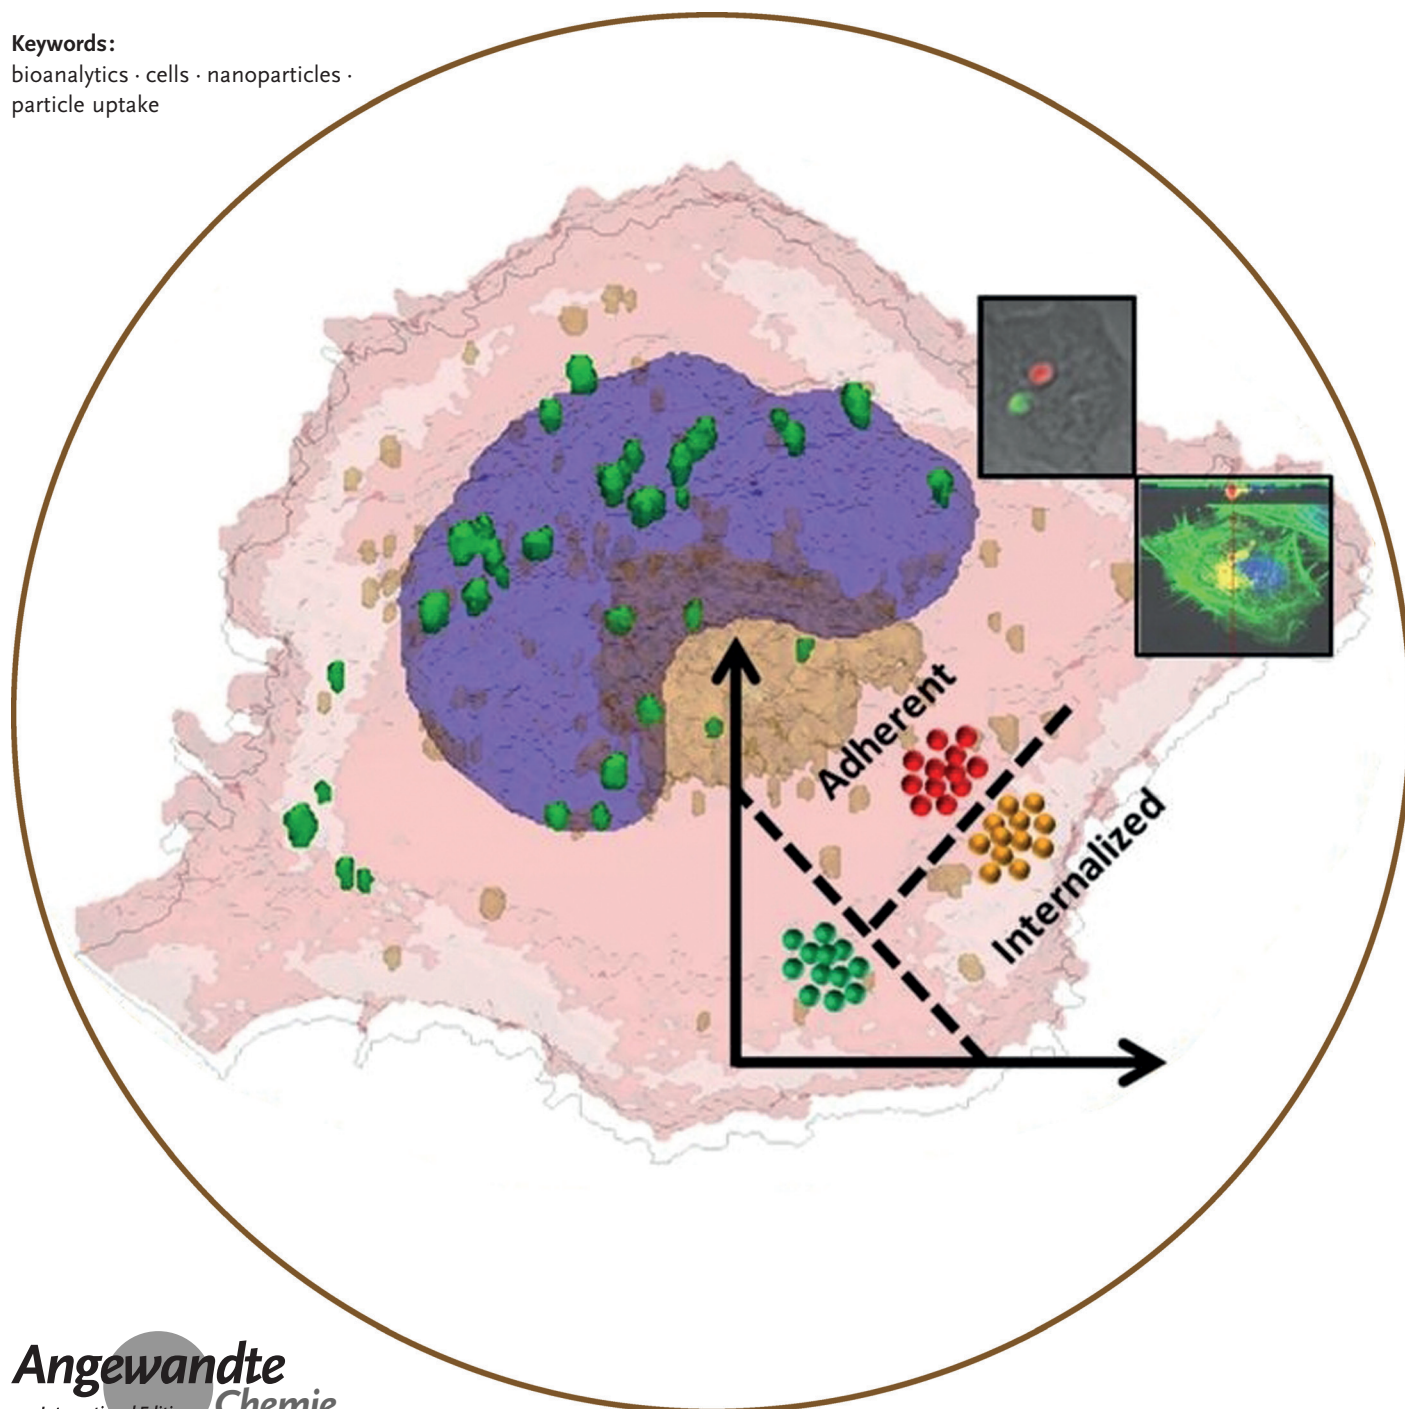 Keywords:
bioanalytics · cells · nanoparticles ·
particle uptake
Adherent
Internalized
Angewandte
Chemie